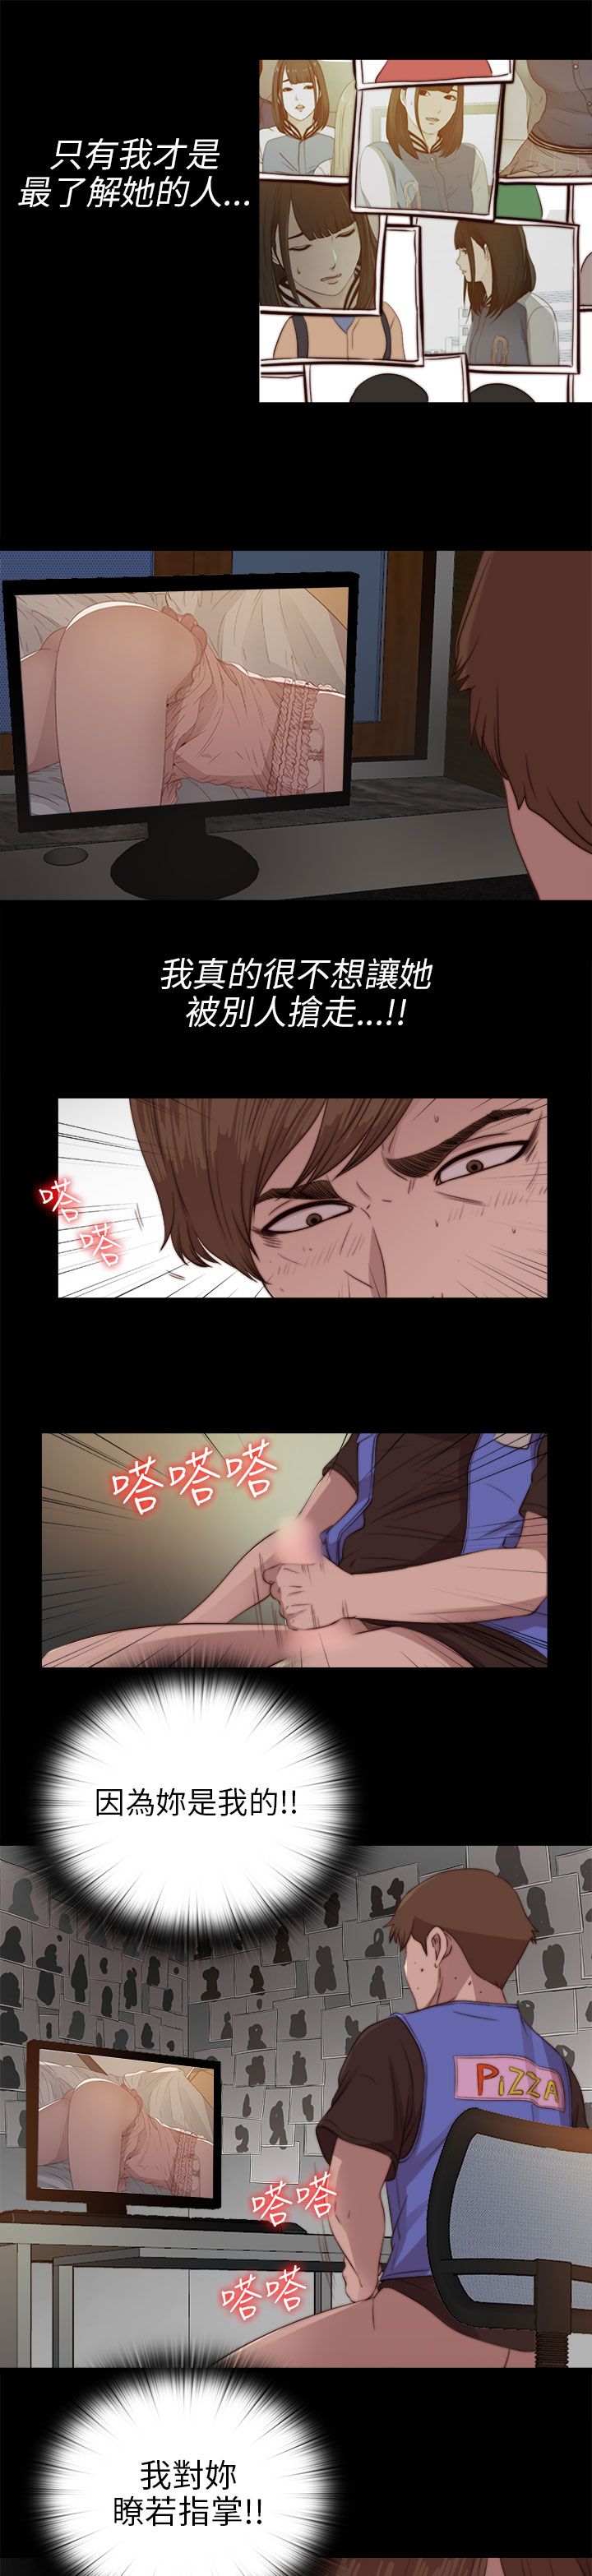 只有我才是
最了解她的人...
我真的很不想讓她
被別人搶走...!!
嗒
嗒
嗒嗒嗒
因為妳是我的!!
PiZZA
嗒嗒
嗒嗒
我對妳
瞭若指掌!!